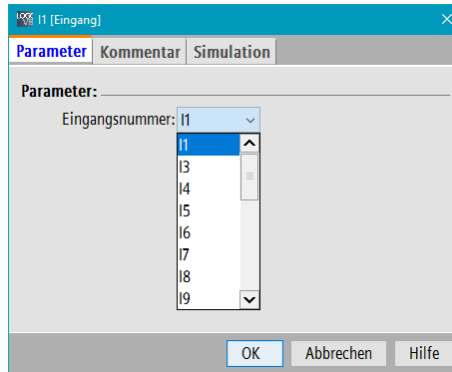 I1 [Eingang]
Parameter Kommentar Simulation
Parameter:
Eingangsnummer: I1
I1
I3
I4
I5
I6
I7
I8
I9
OK Abbrechen Hilfe